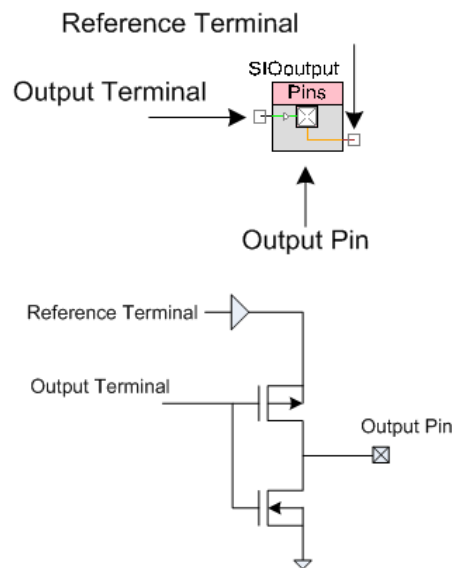 Reference Terminal
SIOoutput
Output Terminal
Pins
Output Pin
Reference Terminal
Output Terminal
Output Pin